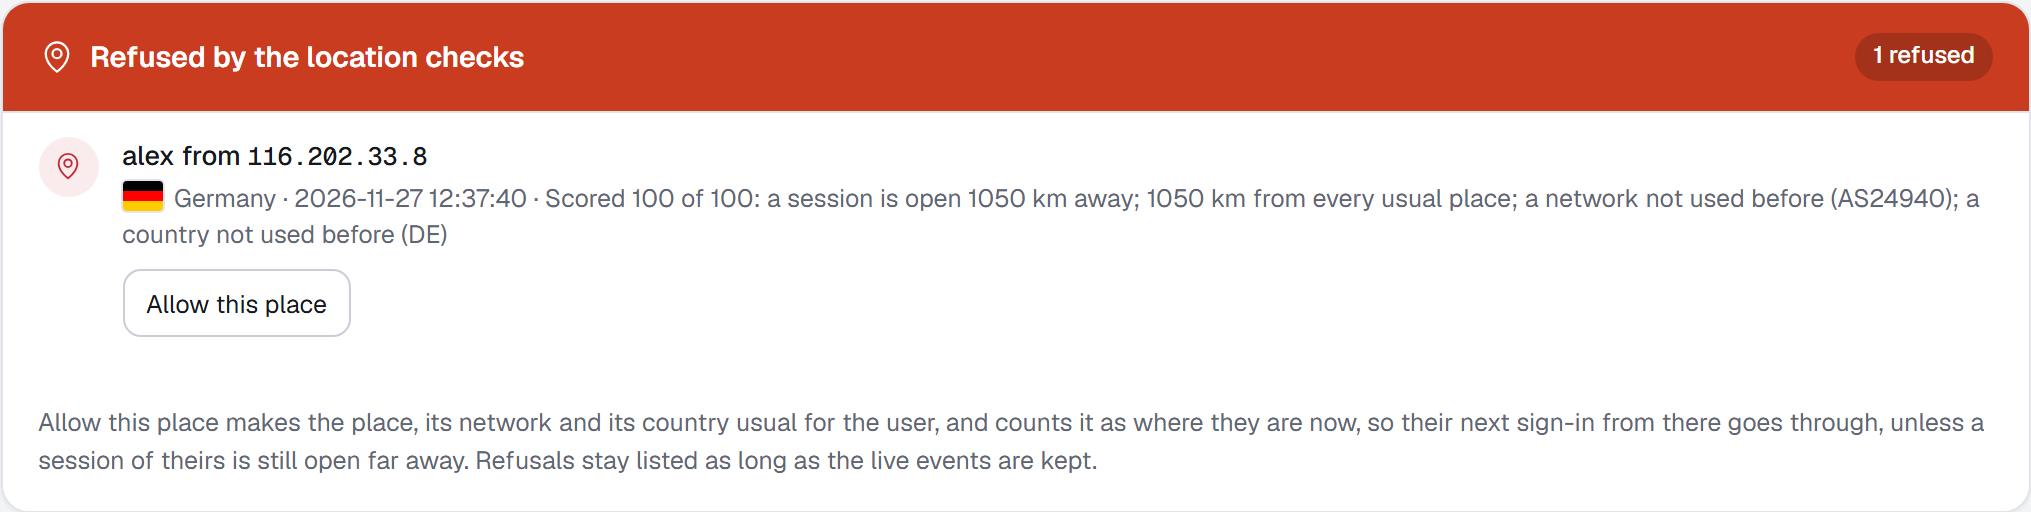 Refused by the location checks
1 refused
alex from 116.202.33.8
Germany · 2026-11-27 12:37:40 · Scored 100 of 100: a session is open 1050 km away; 1050 km from every usual place; a network not used before (AS24940); a
country not used before (DE)
Allow this place
Allow this place makes the place, its network and its country usual for the user, and counts it as where they are now, so their next sign-in from there goes through, unless a
session of theirs is still open far away. Refusals stay listed as long as the live events are kept.